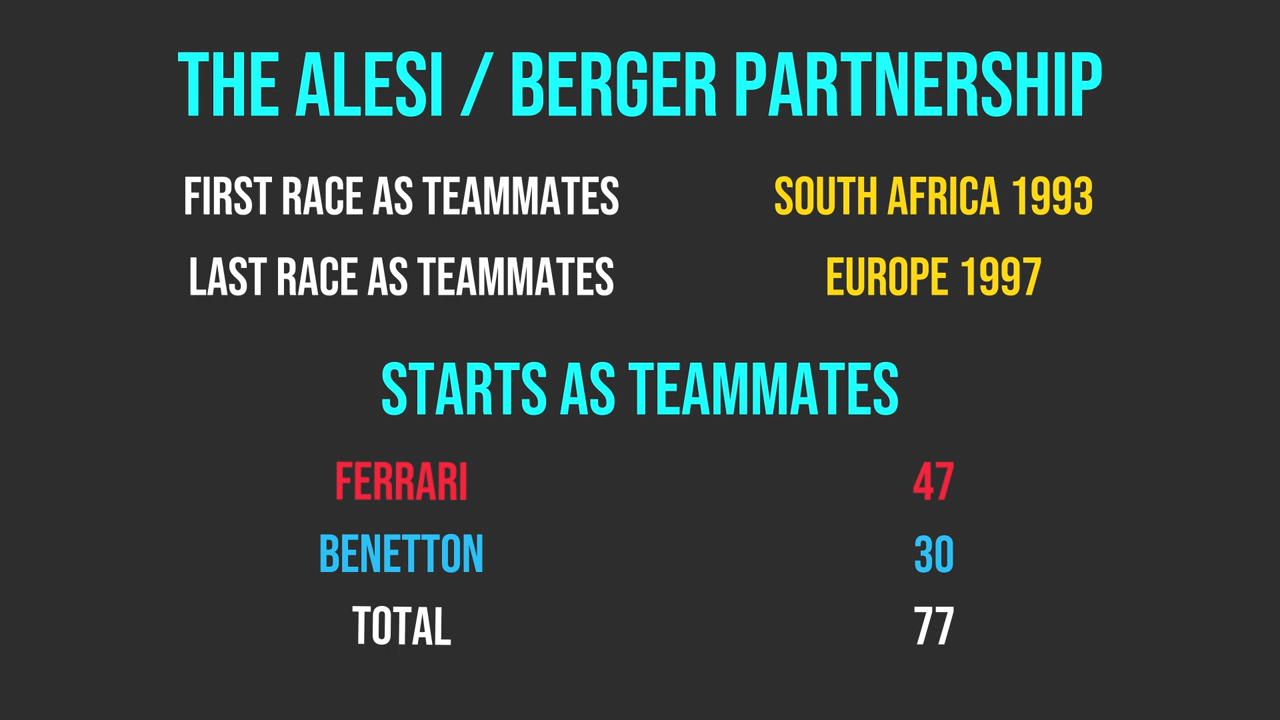 THE ALESI / BERGER PARTNERSHIP
FIRST RACE AS TEAMMATES SOUTH AFRICA 1993
LAST RACE AS TEAMMATES EUROPE 1997
STARTS AS TEAMMATES
FERRARI 47
BENETTON 30
TOTAL 77